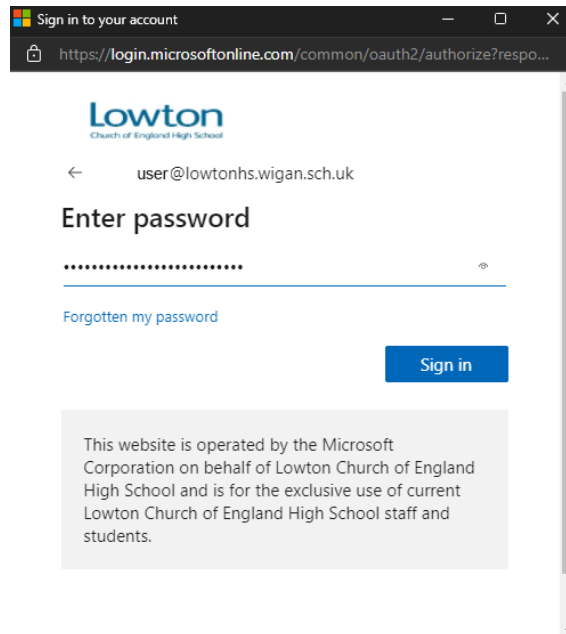 Sign in to your account
https://login.microsoftonline.com/common/oauth2/authorize?respo...
Lowton
Church of England High School
user@lowtonhs.wigan.sch.uk
Enter password
••••••••••••••••••••••••••
Forgotten my password
Sign in
This website is operated by the Microsoft
Corporation on behalf of Lowton Church of England
High School and is for the exclusive use of current
Lowton Church of England High School staff and
students.